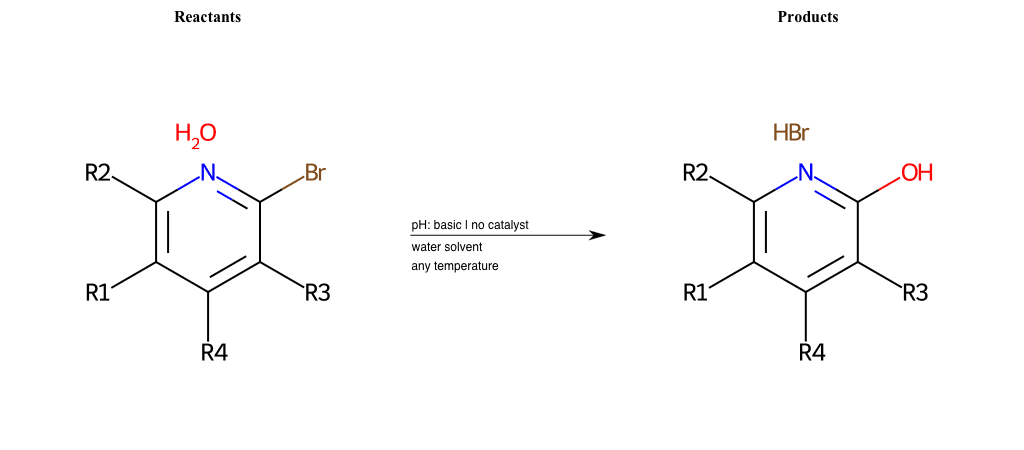 Reactants
Products
H₂O
HBr
R2
N
Br
R2
N
OH
pH: basic | no catalyst
water solvent
any temperature
R1
R3
R1
R3
R4
R4